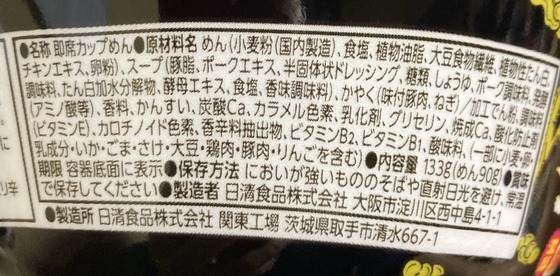 ●名称 即席カップめん●原材料名 めん(小麦粉(国内製造)、食塩、植物油脂、大豆食物繊維、植物性たん白
チキンエキス、卵粉)、スープ(豚脂、ポークエキス、半固体状ドレッシング、糖類、しょうゆ、ポーク調味料、発酵
調味料、たん白加水分解物、酵母エキス、食塩、香味調味料)、かやく(味付豚肉、ねぎ)/加工でん粉、調味料
(アミノ酸等)、香料、かんすい、炭酸Ca、カラメル色素、乳化剤、グリセリン、焼成Ca、酸化防止剤
(ビタミンE)、カロチノイド色素、香辛料抽出物、ビタミンB2、ビタミンB1、酸味料、(一部に小麦・卵・
乳成分・いか・ごま・さけ・大豆・鶏肉・豚肉・りんごを含む)●内容量 133g(めん90g)●賞味
期限 容器底面に表示●保存方法 においが強いもののそばや直射日光を避け、常温
で保存してください●製造者 日清食品株式会社 大阪市淀川区西中島4-1-1
●製造所 日清食品株式会社 関東工場 茨城県取手市清水667-1